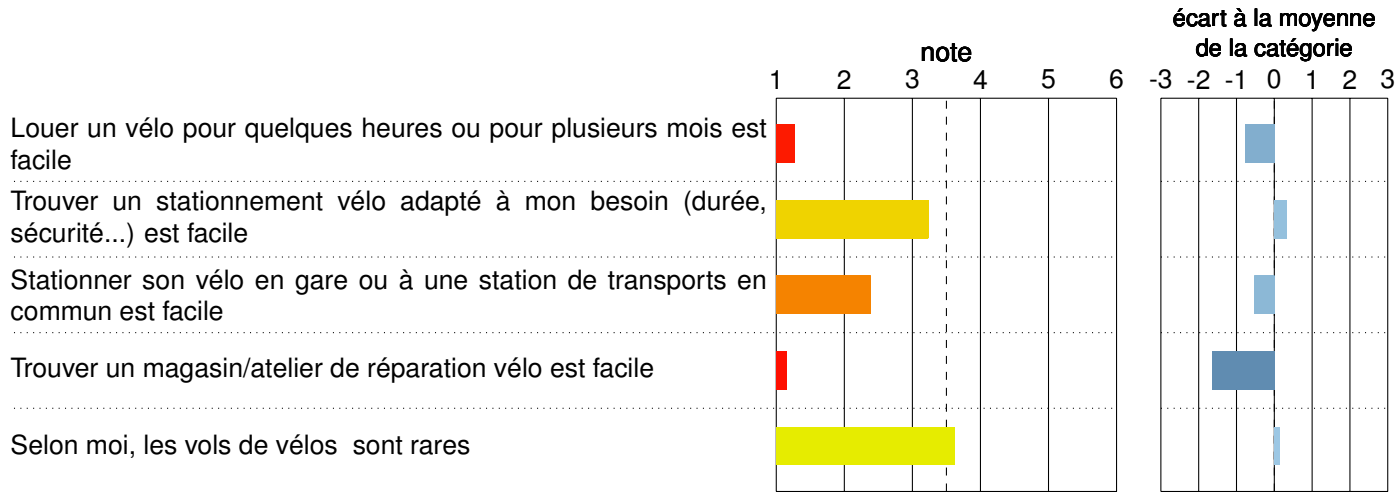 écart à la moyenne
de la catégorie
note
1 2 3 4 5 6
-3 -2 -1 0 1 2 3
Louer un vélo pour quelques heures ou pour plusieurs mois est
facile
Trouver un stationnement vélo adapté à mon besoin (durée,
sécurité...) est facile
Stationner son vélo en gare ou à une station de transports en
commun est facile
Trouver un magasin/atelier de réparation vélo est facile
Selon moi, les vols de vélos sont rares